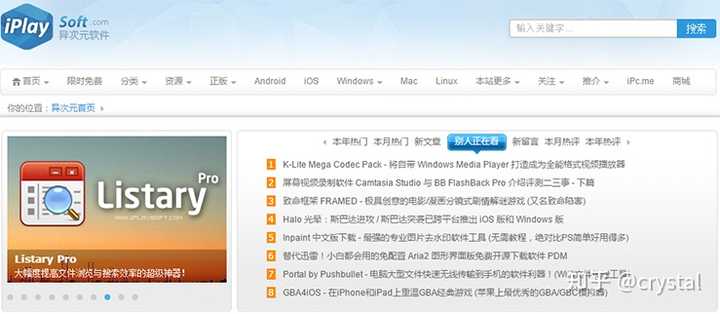 iPlay Soft.com
异次元软件
输入关键字... 搜索
首页 限时免费 分类 资源 正版 Android iOS Windows Mac Linux 本站更多 关注 推介 iPc.me 商城
你的位置：异次元首页
本年热门 本月热门 新文章 别人正在看 新留言 本月热评 本年热评
Listary Pro
WWW.IPLAYSOFT.COM
Listary Pro
大幅度提高文件浏览与搜索效率的超级神器!
1 K-Lite Mega Codec Pack - 将自带 Windows Media Player 打造成为全能格式视频播放器
2 屏幕视频录制软件 Camtasia Studio 与 BB FlashBack Pro 介绍评测二三事 - 下篇
3 致命框架 FRAMED - 极具创意的电影/漫画分镜式剧情解谜游戏 (又名致命陷害)
4 Halo 光晕：斯巴达进攻 / 斯巴达突袭已跨平台推出 iOS 版和 Windows 版
5 Inpaint 中文版下载 - 最强的专业图片去水印软件工具 (无需教程，绝对比PS简单好用得多)
6 替代迅雷！小白都会用的免配置 Aria2 图形界面版免费开源下载软件 PDM
7 Portal by Pushbullet - 电脑大型文件快速无线传输到手机的软件利器！
8 GBA4iOS - 在iPhone和iPad上重温GBA经典游戏 (苹果上最优秀的GBA/GBC模拟器)
知乎 @crystal